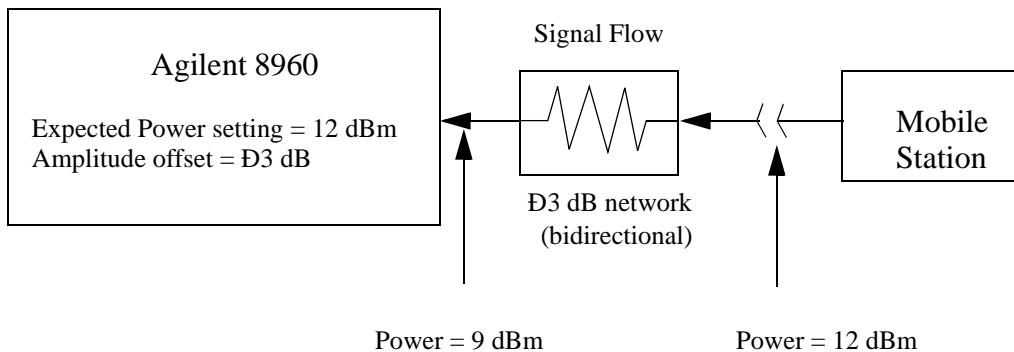 Signal Flow
Agilent 8960
Expected Power setting = 12 dBm
Amplitude offset = Ð3 dB
Mobile
Station
Ð3 dB network
(bidirectional)
Power = 9 dBm
Power = 12 dBm